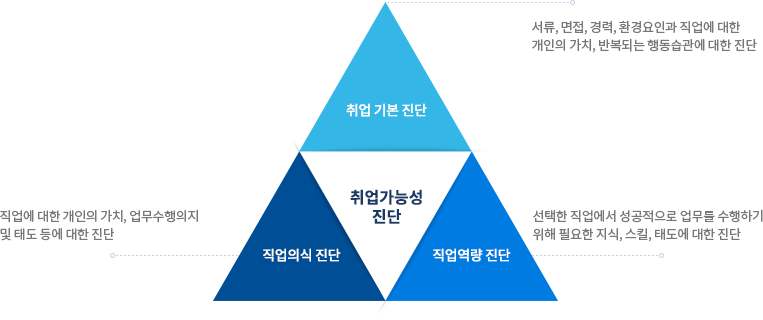 서류, 면접, 경력, 환경요인과 직업에 대한
개인의 가치, 반복되는 행동습관에 대한 진단
취업 기본 진단
취업가능성
진단
직업에 대한 개인의 가치, 업무수행의지
및 태도 등에 대한 진단
직업의식 진단
직업역량 진단
선택한 직업에서 성공적으로 업무를 수행하기
위해 필요한 지식, 스킬, 태도에 대한 진단